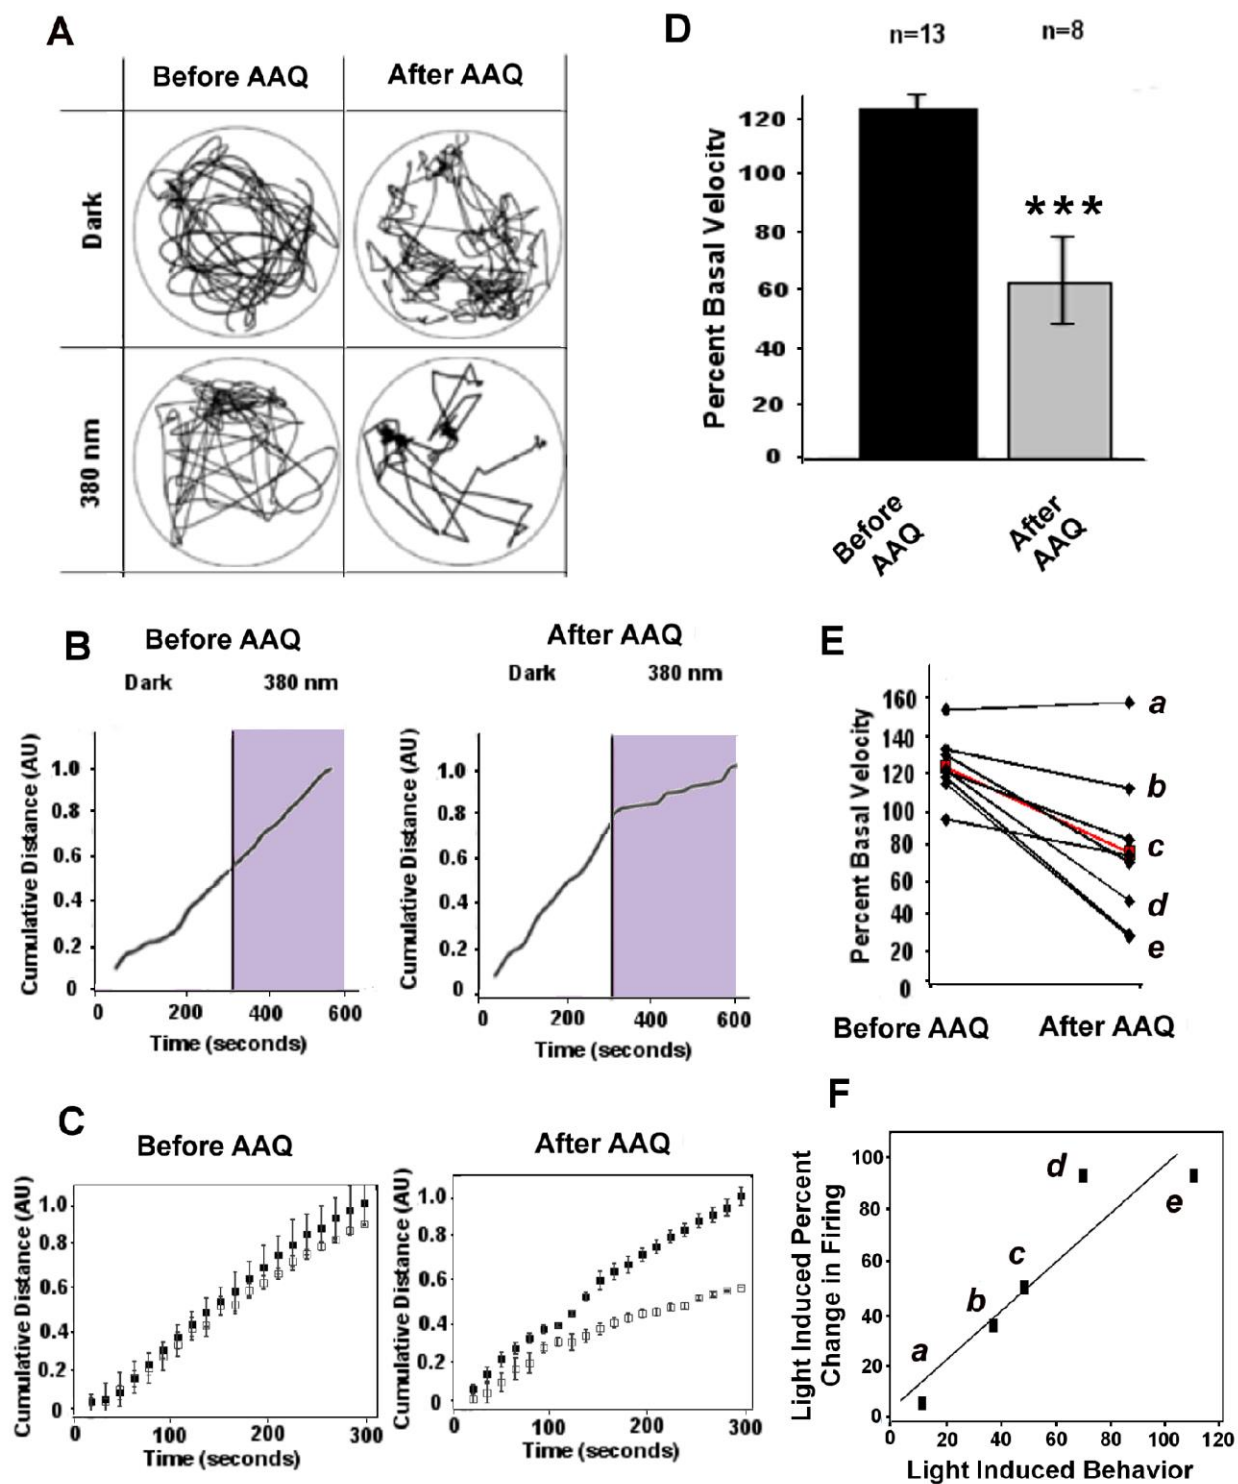 A
Before AAQ
After AAQ
Dark
380 nm
D
n=13
n=8
120
100
80
60
40
20
0
Percent Basal Velocity
***
Before
AAQ
After
AAQ
B
Before AAQ
Dark
380 nm
Cumulative Distance (AU)
1.0
0.8
0.6
0.4
0.2
0
0
200
400
600
Time (seconds)
After AAQ
Dark
380 nm
Cumulative Distance (AU)
1.0
0.8
0.6
0.4
0.2
0
0
200
400
600
Time (seconds)
E
Percent Basal Velocity
160
140
120
100
80
60
40
20
0
a
b
c
d
e
Before AAQ
After AAQ
C
Before AAQ
Cumulative Distance (AU)
1.0
0.8
0.6
0.4
0.2
0
0
100
200
300
Time (seconds)
After AAQ
Cumulative Distance (AU)
1.0
0.8
0.6
0.4
0.2
0
0
100
200
300
Time (seconds)
F
Light Induced Percent
Change in Firing
100
80
60
40
20
0
a
b
c
d
e
0
20
40
60
80
100
120
Light Induced Behavior